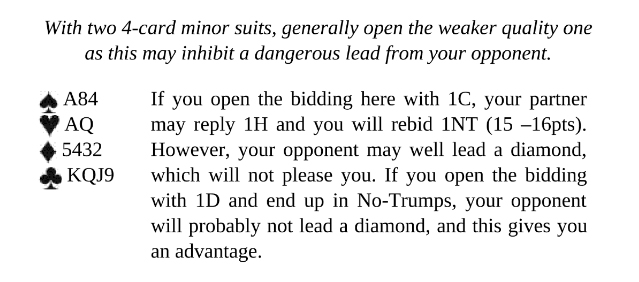 With two 4-card minor suits, generally open the weaker quality one
as this may inhibit a dangerous lead from your opponent.
♠ A84
♥ AQ
♦ 5432
♣ KQJ9
If you open the bidding here with 1C, your partner
may reply 1H and you will rebid 1NT (15 –16pts).
However, your opponent may well lead a diamond,
which will not please you. If you open the bidding
with 1D and end up in No-Trumps, your opponent
will probably not lead a diamond, and this gives you
an advantage.